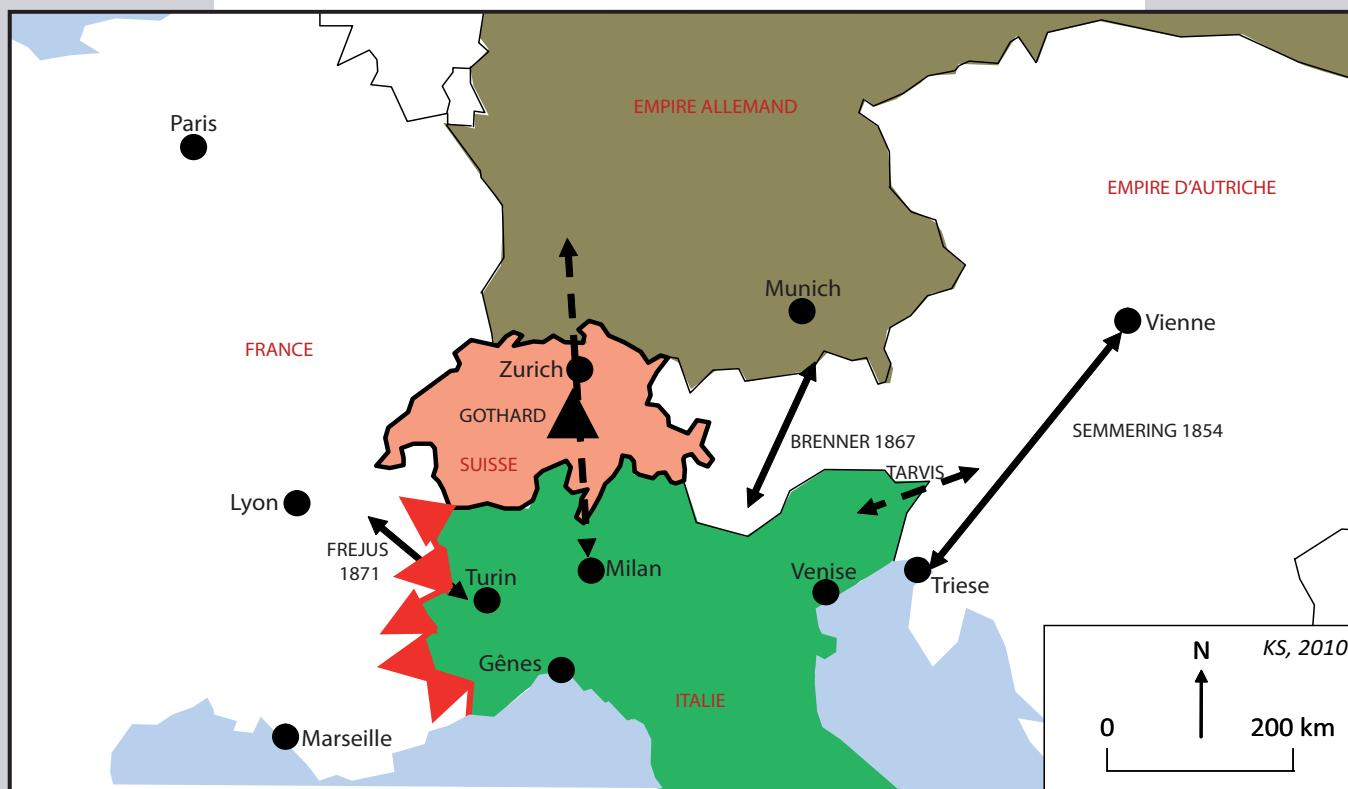 EMPIRE ALLEMAND
Paris
EMPIRE D'AUTRICHE
Munich
Vienne
FRANCE
Zurich
GOTHARD
SEMMERING 1854
BRENNER 1867
SUISSE
TARVIS
Lyon
FREJUS
1871
Turin
Milan
Venise
Triese
Gênes
ITALIE
Marseille
N
KS, 2010
0
200 km